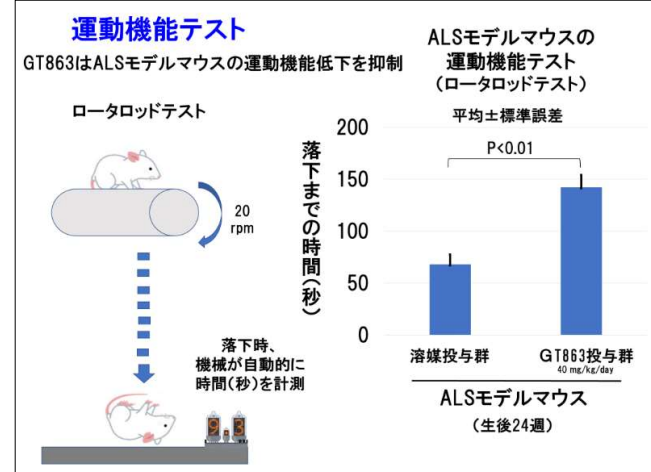 運動機能テスト
GT863はALSモデルマウスの運動機能低下を抑制
ロータロッドテスト
20
rpm
落下時、
機械が自動的に
時間(秒)を計測
9 3
ALSモデルマウスの
運動機能テスト
（ロータロッドテスト）
平均±標準誤差
P<0.01
落下までの時間(秒)
200
150
100
50
0
溶媒投与群
GT863投与群
40 mg/kg/day
ALSモデルマウス
（生後24週）